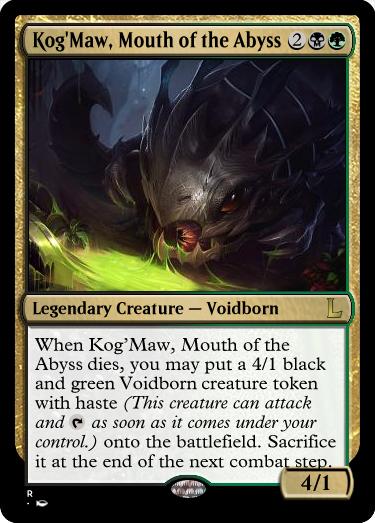 Kog'Maw, Mouth of the Abyss 2
Legendary Creature — Voidborn L
When Kog'Maw, Mouth of the
Abyss dies, you may put a 4/1 black
and green Voidborn creature token
with haste (This creature can attack
and as soon as it comes under your
control.) onto the battlefield. Sacrifice
it at the end of the next combat step.
R
4/1